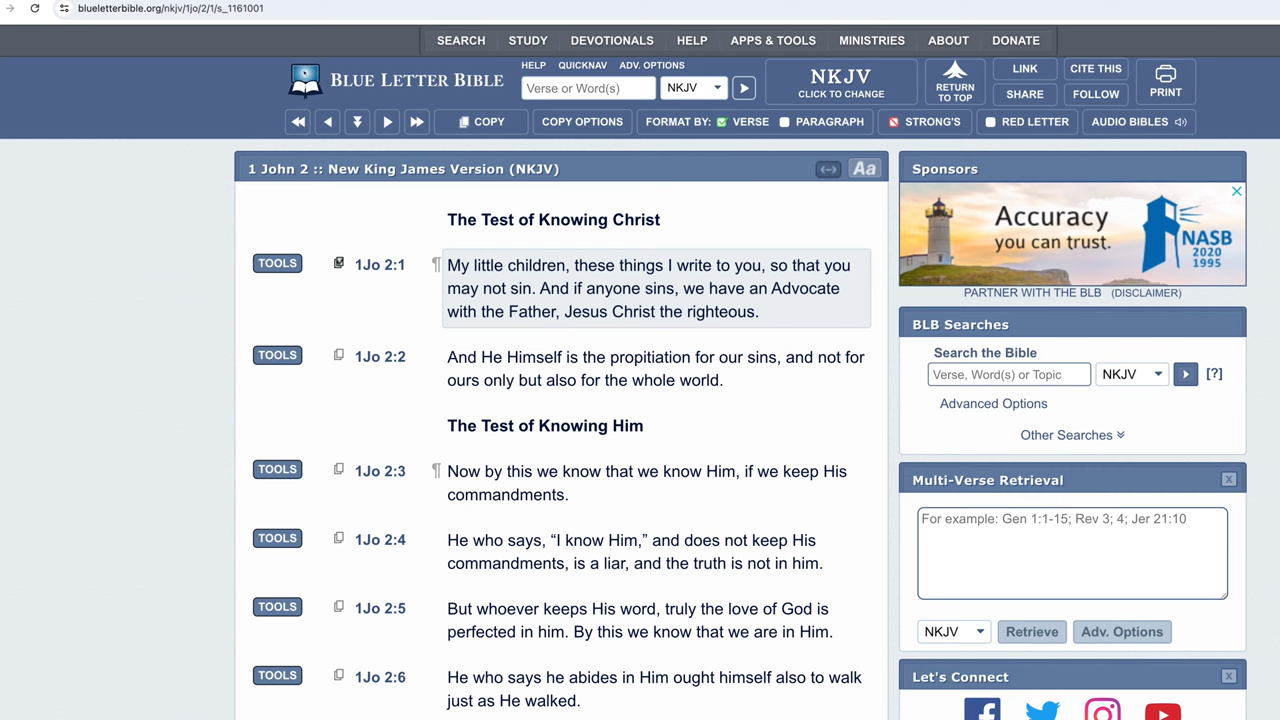 blueletterbible.org/nkjv/1jo/2/1/s_1161001
SEARCH STUDY DEVOTIONALS HELP APPS & TOOLS MINISTRIES ABOUT DONATE
BLUE LETTER BIBLE
HELP QUICKNAV ADV. OPTIONS
Verse or Word(s) NKJV
NKJV
CLICK TO CHANGE
RETURN
TO TOP
LINK CITE THIS
SHARE FOLLOW
PRINT
COPY COPY OPTIONS FORMAT BY: VERSE PARAGRAPH STRONG'S RED LETTER AUDIO BIBLES
1 John 2 :: New King James Version (NKJV)
Aa
The Test of Knowing Christ
TOOLS 1Jo 2:1 ¶ My little children, these things I write to you, so that you
may not sin. And if anyone sins, we have an Advocate
with the Father, Jesus Christ the righteous.
TOOLS 1Jo 2:2 And He Himself is the propitiation for our sins, and not for
ours only but also for the whole world.
The Test of Knowing Him
TOOLS 1Jo 2:3 ¶ Now by this we know that we know Him, if we keep His
commandments.
TOOLS 1Jo 2:4 He who says, “I know Him,” and does not keep His
commandments, is a liar, and the truth is not in him.
TOOLS 1Jo 2:5 But whoever keeps His word, truly the love of God is
perfected in him. By this we know that we are in Him.
TOOLS 1Jo 2:6 He who says he abides in Him ought himself also to walk
just as He walked.
Sponsors
Accuracy
you can trust.
NASB
2020
1995
PARTNER WITH THE BLB (DISCLAIMER)
BLB Searches
Search the Bible
Verse, Word(s) or Topic NKJV [?]
Advanced Options
Other Searches
Multi-Verse Retrieval X
For example: Gen 1:1-15; Rev 3; 4; Jer 21:10
NKJV Retrieve Adv. Options
Let's Connect X